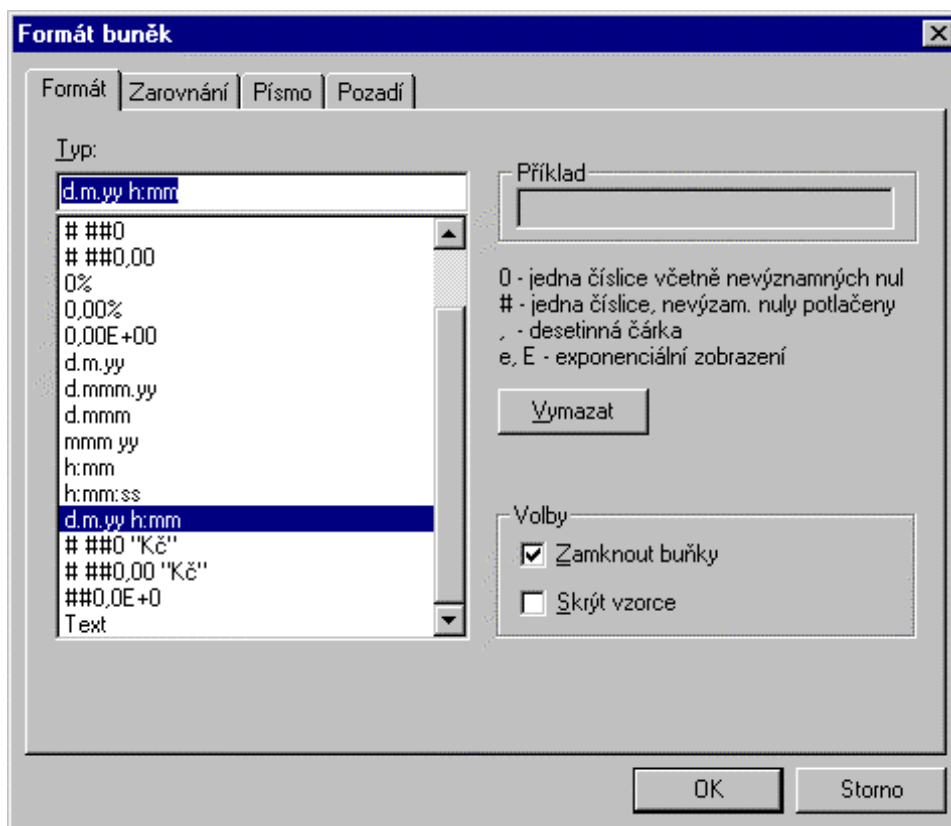 Formát buněk
Formát Zarovnání Písmo Pozadí
Typ:
d.m.yy h:mm
# ##0
# ##0,00
0%
0,00%
0,00E+00
d.m.yy
d.mmm.yy
d.mmm
mmm yy
h:mm
h:mm:ss
d.m.yy h:mm
# ##0 "Kč"
# ##0,00 "Kč"
##0,0E+0
Text
Příklad
0 - jedna číslice včetně nevýznamných nul
# - jedna číslice, nevýzam. nuly potlačeny
, - desetinná čárka
e, E - exponenciální zobrazení
Vymazat
Volby
Zamknout buňky
Skrýt vzorce
OK Storno